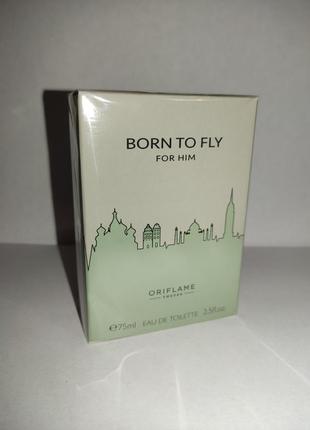 BORN TO FLY
FOR HIM
ORIFLAME
SWEDEN
℮75ml EAU DE TOILETTE 2.5fl.oz.